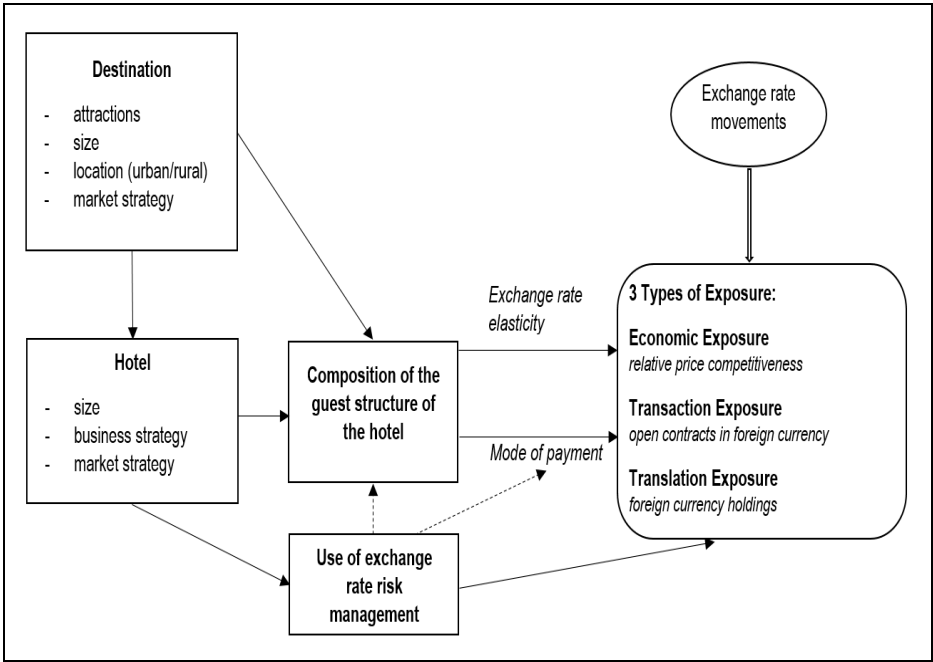 Destination
- attractions
- size
- location (urban/rural)
- market strategy
Exchange rate
movements
Hotel
- size
- business strategy
- market strategy
Composition of the
guest structure of
the hotel
Exchange rate
elasticity
Mode of payment
3 Types of Exposure:
Economic Exposure
relative price competitiveness
Transaction Exposure
open contracts in foreign currency
Translation Exposure
foreign currency holdings
Use of exchange
rate risk
management